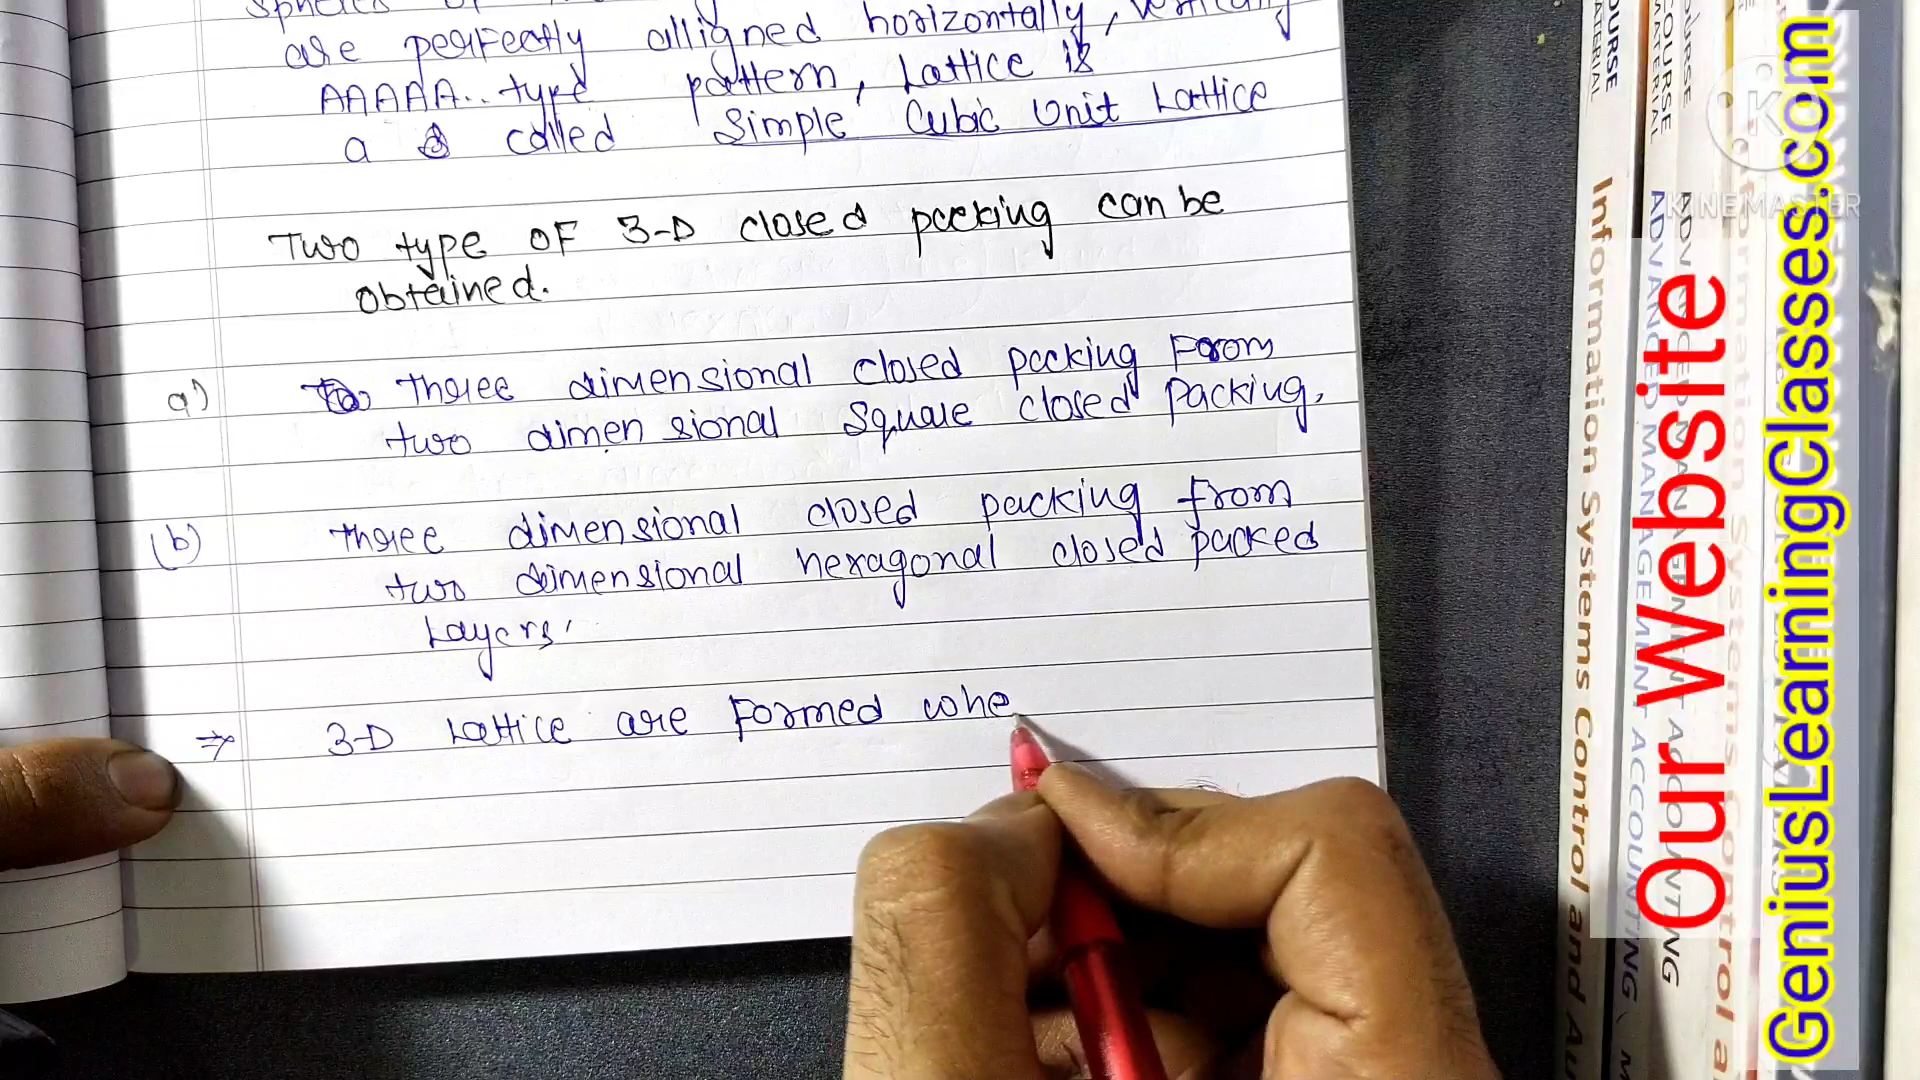 are perfectly alligned horizontally, vertically
AAAAA.. type pattern, Lattice is
a called Simple Cubic Unit Lattice
Two type OF 3-D closed packing can be
obtained.
a) Three dimensional closed packing From
two dimensional Square closed Packing.
(b) Three dimensional closed packing from
two dimensional hexagonal closed packed
Layers.
⇒ 3-D Lattice are Formed whe
Our Website
GeniusLearningClasses.com
K
KINEMASTER
COURSE
MATERIAL
Information Systems Control and
ADVANCED MANAGEMENT ACCOUNTING